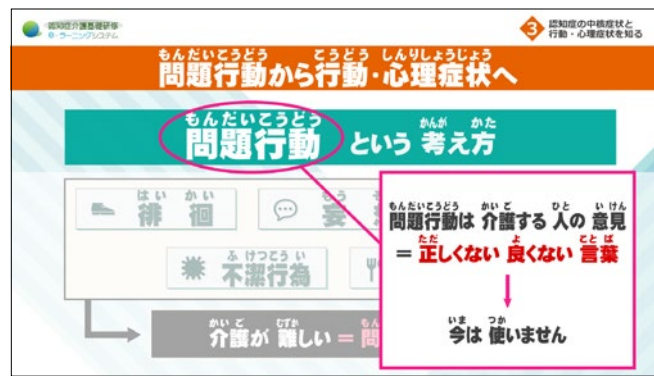 認知症介護基礎研修
e-ラーニングシステム
3
認知症の中核症状と
行動・心理症状を知る
もんだいこうどう こうどう しんりしょうじょう
問題行動から行動・心理症状へ
もんだいこうどう かんが かた
問題行動 という 考え方
はい かい もう
徘徊 妄
ふ けつこう い
不潔行為
かい ご むずか
介護が 難しい = 問
もんだいこうどう かい ご ひと い けん
問題行動は 介護する 人の 意見
ただ よ こと ば
= 正しくない 良くない 言葉
いま つか
今は 使いません